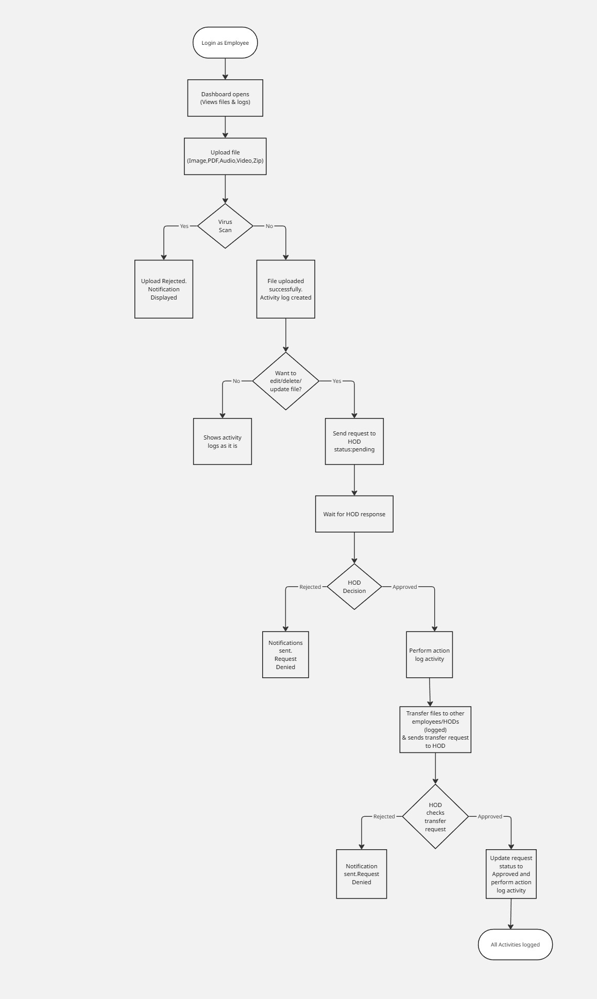 Login as Employee
Dashboard opens
(Views files & logs)
Upload file
(Image,PDF,Audio,Video,Zip)
Virus
Scan
Yes
No
Upload Rejected.
Notification
Displayed
File uploaded
successfully.
Activity log created
Want to
edit/delete/
update file?
No
Yes
Shows activity
logs as it is
Send request to
HOD
status:pending
Wait for HOD response
HOD
Decision
Rejected
Approved
Notifications
sent.
Request
Denied
Perform action
log activity
Transfer files to other
employees/HODs
(logged)
& sends transfer request
to HOD
HOD
checks
transfer
request
Rejected
Approved
Notification
sent.Request
Denied
Update request
status to
Approved and
perform action
log activity
All Activities logged